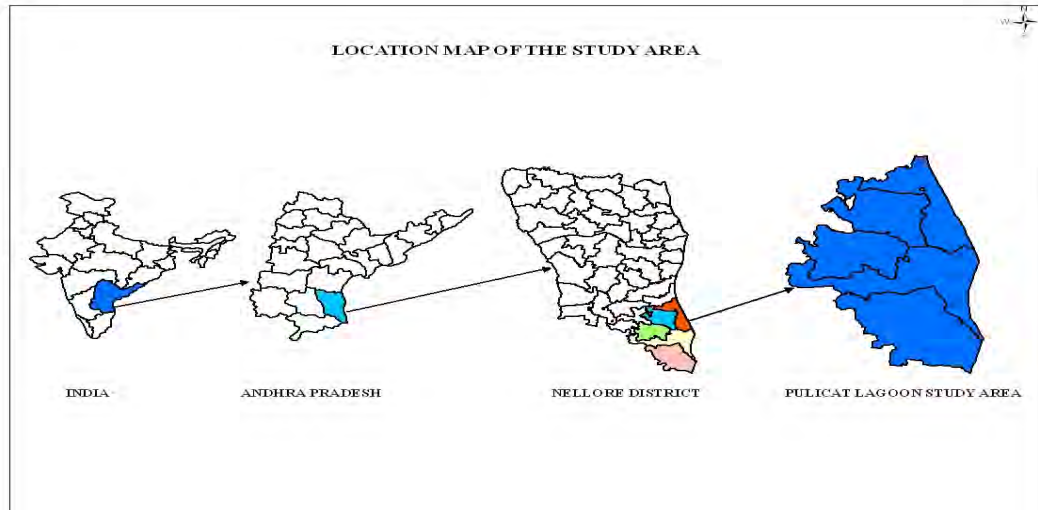 N
W
LOCATION MAP OF THE STUDY AREA
INDIA
ANDHRA PRADESH
NELLORE DISTRICT
PULICAT LAGOON STUDY AREA